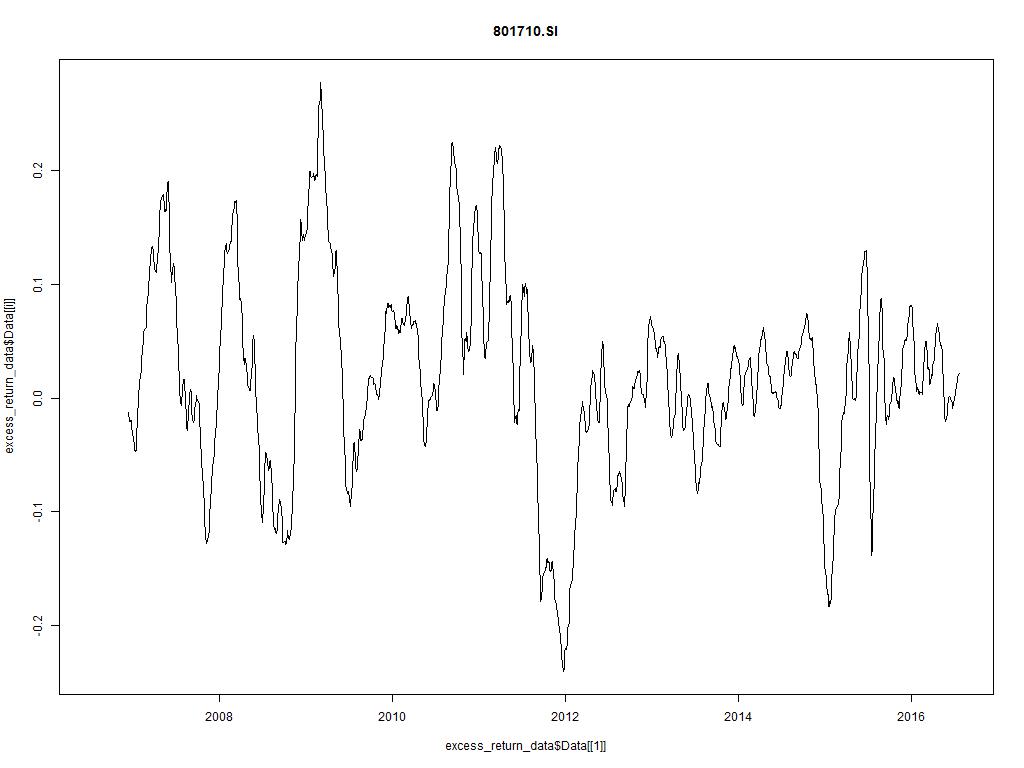 801710.SI
excess_return_data$Data[[i]]
0.2
0.1
0.0
-0.1
-0.2
2008 2010 2012 2014 2016
excess_return_data$Data[[1]]